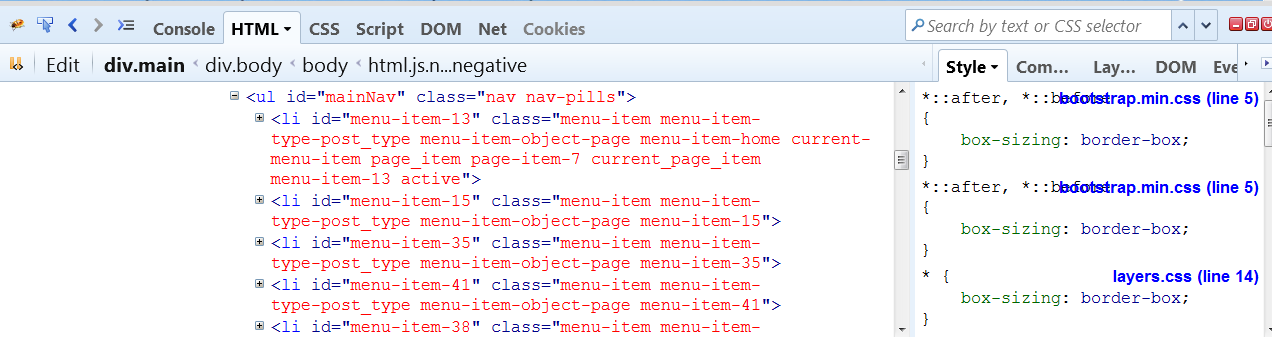 Console HTML CSS Script DOM Net Cookies Search by text or CSS selector
Edit div.main div.body body html.js.n...negative Style Com... Lay... DOM Eve
<ul id="mainNav" class="nav nav-pills">
<li id="menu-item-13" class="menu-item menu-item-
type-post_type menu-item-object-page menu-item-home current-
menu-item page_item page-item-7 current_page_item
menu-item-13 active">
<li id="menu-item-15" class="menu-item menu-item-
type-post_type menu-item-object-page menu-item-15">
<li id="menu-item-35" class="menu-item menu-item-
type-post_type menu-item-object-page menu-item-35">
<li id="menu-item-41" class="menu-item menu-item-
type-post_type menu-item-object-page menu-item-41">
<li id="menu-item-38" class="menu-item menu-item-
*::after, *::before bootstrap.min.css (line 5)
{
box-sizing: border-box;
}
*::after, *::before bootstrap.min.css (line 5)
{
box-sizing: border-box;
}
* { layers.css (line 14)
box-sizing: border-box;
}